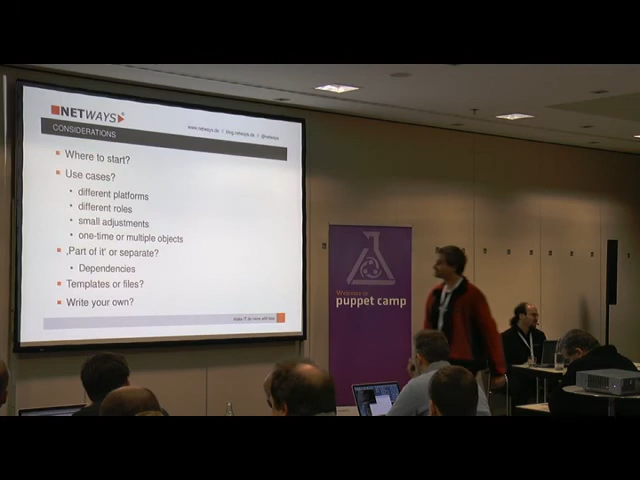 NETWAYS
www.netways.de // blog.netways.de // @netways
CONSIDERATIONS
Where to start?
Use cases?
different platforms
different roles
small adjustments
one-time or multiple objects
‚Part of it' or separate?
Dependencies
Templates or files?
Write your own?
Welcome to
puppet camp